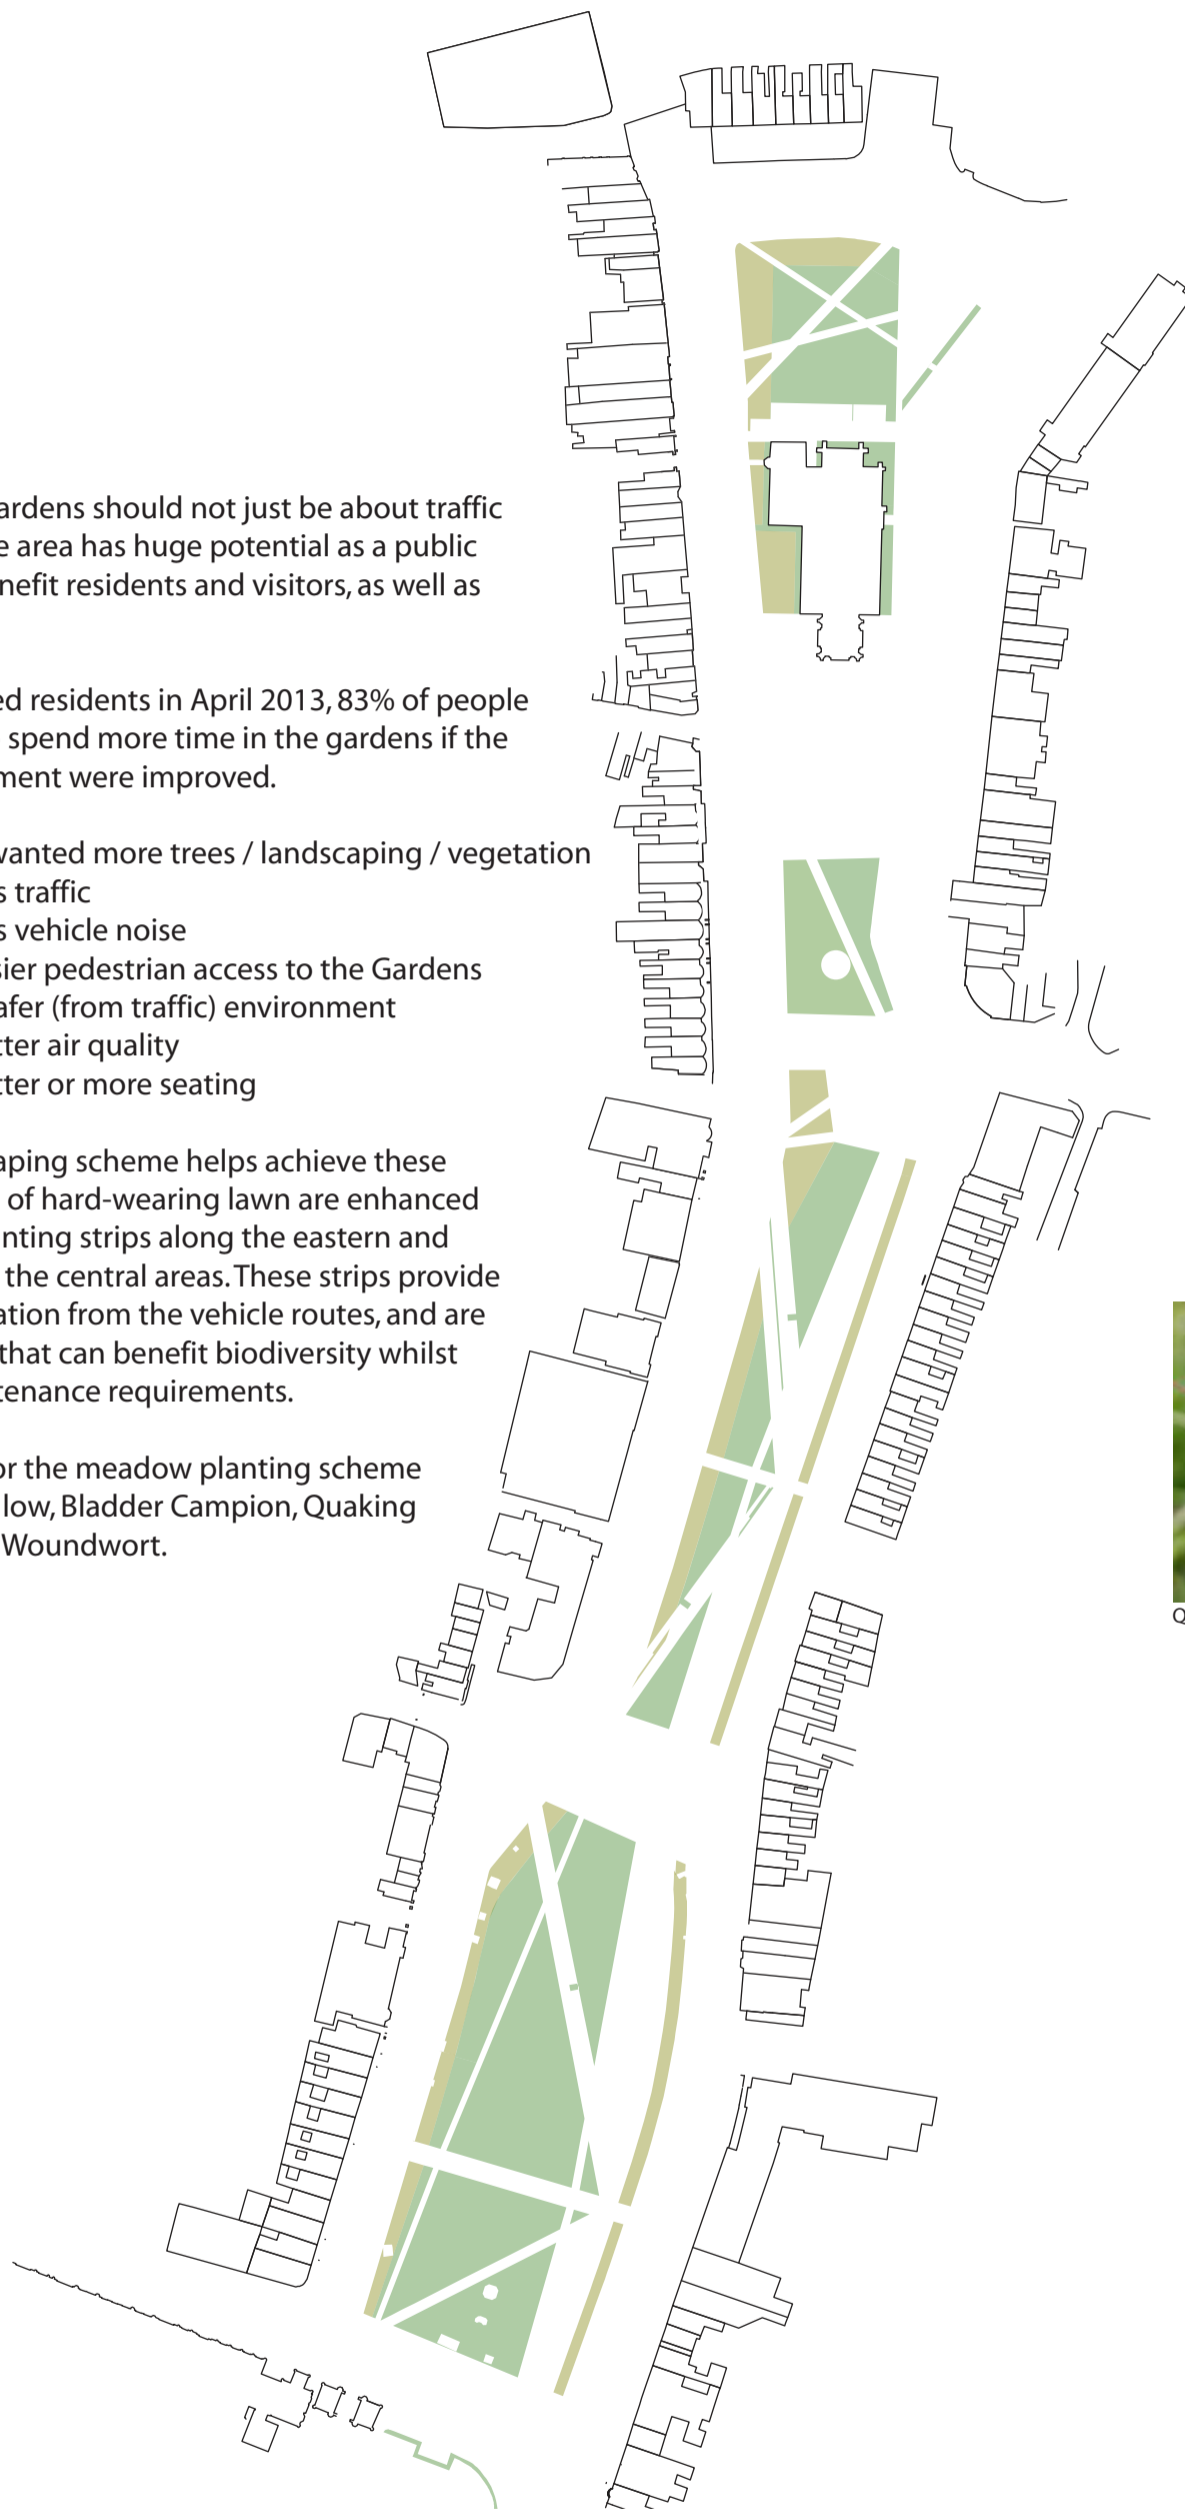 ardens should not just be about traffic
e area has huge potential as a public
nefit residents and visitors, as well as
ed residents in April 2013, 83% of people
spend more time in the gardens if the
ment were improved.
wanted more trees / landscaping / vegetation
s traffic
s vehicle noise
sier pedestrian access to the Gardens
afer (from traffic) environment
tter air quality
tter or more seating
aping scheme helps achieve these
of hard-wearing lawn are enhanced
nting strips along the eastern and
the central areas. These strips provide
ation from the vehicle routes, and are
that can benefit biodiversity whilst
tenance requirements.
or the meadow planting scheme
low, Bladder Campion, Quaking
Woundwort.
Q